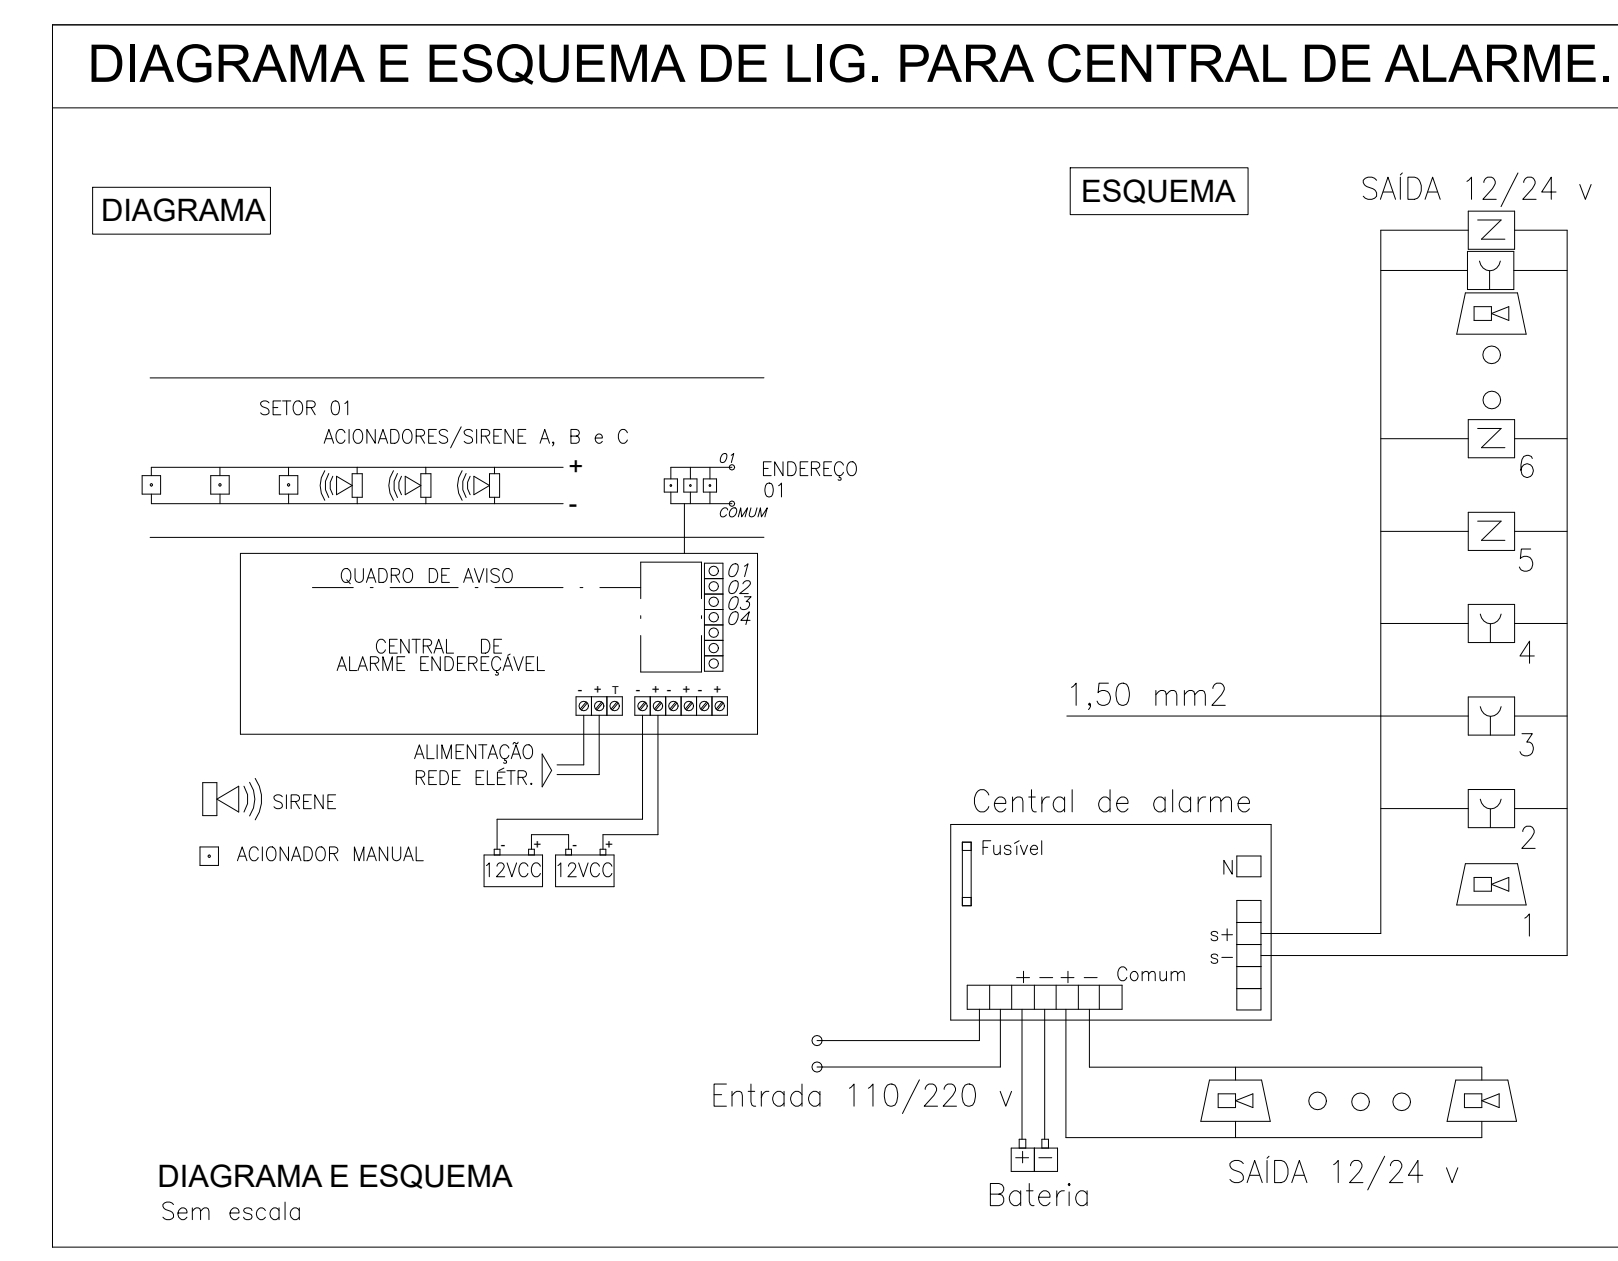 DIAGRAMA E ESQUEMA DE LIG. PARA CENTRAL DE ALARME.
DIAGRAMA
SETOR 01
ACIONADORES/SIRENE A, B e C
+
-
01
ENDEREÇO
01
COMUM
QUADRO DE AVISO
01
02
03
04
CENTRAL DE
ALARME ENDEREÇÁVEL
- + T - + - + - +
ALIMENTAÇÃO
REDE ELÉTR.
SIRENE
ACIONADOR MANUAL
- + - +
12VCC 12VCC
DIAGRAMA E ESQUEMA
Sem escala
ESQUEMA
SAÍDA 12/24 v
6
5
4
3
2
1
1,50 mm2
Central de alarme
Fusível
N
s+
s-
+ - + - Comum
Entrada 110/220 v
+ -
Bateria
SAÍDA 12/24 v